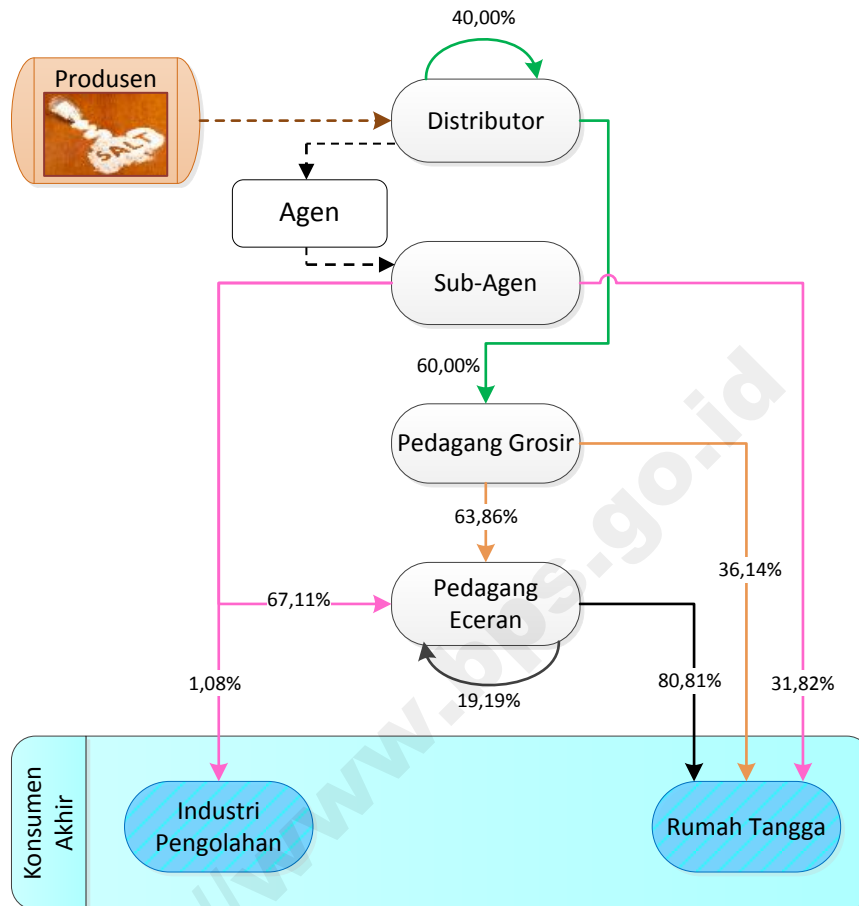 40,00%
Produsen
SALT
Distributor
Agen
Sub-Agen
60,00%
Pedagang Grosir
63,86%
36,14%
Pedagang
Eceran
67,11%
19,19%
1,08%
80,81%
31,82%
Konsumen
Akhir
Industri
Pengolahan
Rumah Tangga
//www.bps.go.id